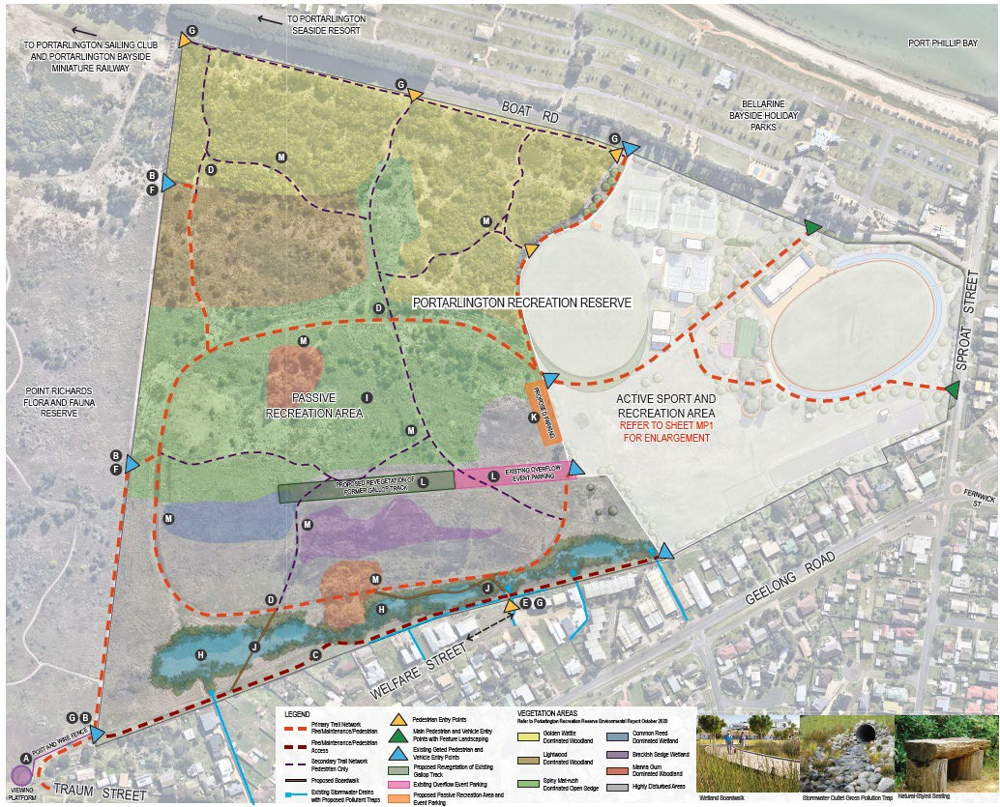 TO PORTARLINGTON
SEASIDE RESORT
TO PORTARLINGTON SAILING CLUB
AND PORTARLINGTON BAYSIDE
MINIATURE RAILWAY
PORT PHILLIP BAY
G
G
BOAT RD
BELLARINE
BAYSIDE HOLIDAY
PARKS
G
M
D
B
F
M
SPROAT STREET
PORTARLINGTON RECREATION RESERVE
D
M
POINT RICHARDS
FLORA AND FAUNA
RESERVE
PASSIVE
RECREATION AREA
I
PROPOSED PARKING
K
ACTIVE SPORT AND
RECREATION AREA
REFER TO SHEET MP1
FOR ENLARGEMENT
M
B
F
PROPOSED REVEGETATION OF
FORMER GALLOP TRACK
L
L
EXISTING OVERFLOW
EVENT PARKING
FERNWICK
ST
M
M
GEELONG ROAD
M
J
D
H
E G
J
H
C
WELFARE STREET
G B
POST AND WIRE FENCE
A
VIEWING
PLATFORM
TRAUM STREET
LEGEND
Primary Trail Network
Fire/Maintenance/Pedestrian
Fire/Maintenance/Pedestrian
Access
Secondary Trail Network
Pedestrian Only
Proposed Boardwalk
Existing Stormwater Drains
with Proposed Pollutant Traps
Pedestrian Entry Points
Main Pedestrian and Vehicle Entry
Points with Feature Landscaping
Existing Gated Pedestrian and
Vehicle Entry Points
Proposed Revegetation of Existing
Gallop Track
Existing Overflow Event Parking
Proposed Passive Recreation Area and
Event Parking
VEGETATION AREAS
Refer to Portarlington Recreation Reserve Environmental Report October 2020
Golden Wattle
Dominated Woodland
Lightwood
Dominated Woodland
Spiny Mat-rush
Dominated Open Sedge
Common Reed
Dominated Wetland
Brackish Sedge Wetland
Manna Gum
Dominated Woodland
Highly Disturbed Areas
Wetland Boardwalk
Stormwater Outlet Gross Pollution Trap
Natural-Styled Seating